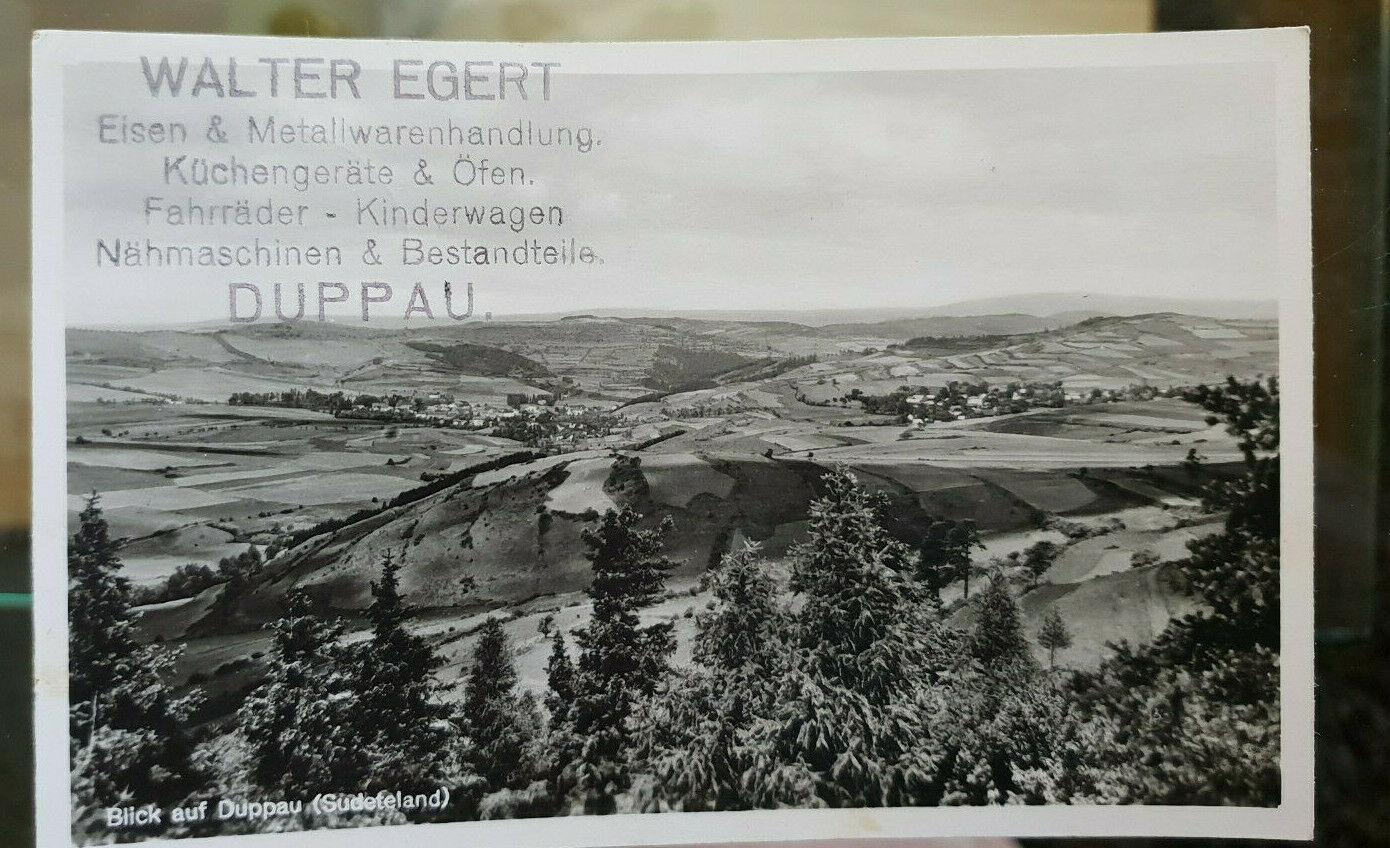 WALTER EGERT
Eisen & Metallwarenhandlung.
Küchengeräte & Öfen.
Fahrräder - Kinderwagen
Nähmaschinen & Bestandteile.
DUPPAU.
Blick auf Duppau (Sudeteland)